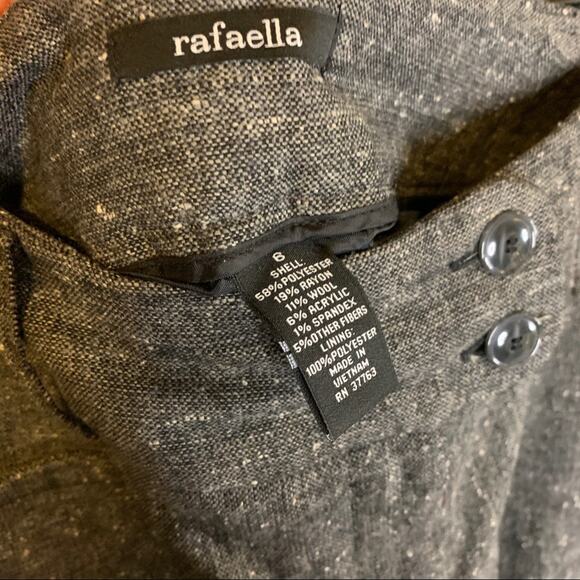 rafaella
6
SHELL:
58%POLYESTER
19% RAYON
11% WOOL
6% ACRYLIC
1% SPANDEX
5%OTHER FIBERS
LINING:
100%POLYESTER
MADE IN
VIETNAM
RN 37763